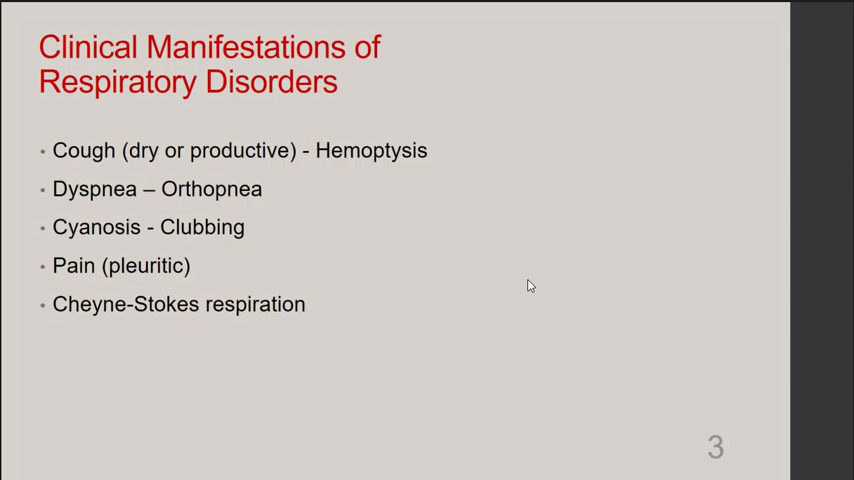 Clinical Manifestations of
Respiratory Disorders
• Cough (dry or productive) - Hemoptysis
• Dyspnea – Orthopnea
• Cyanosis - Clubbing
• Pain (pleuritic)
• Cheyne-Stokes respiration
3